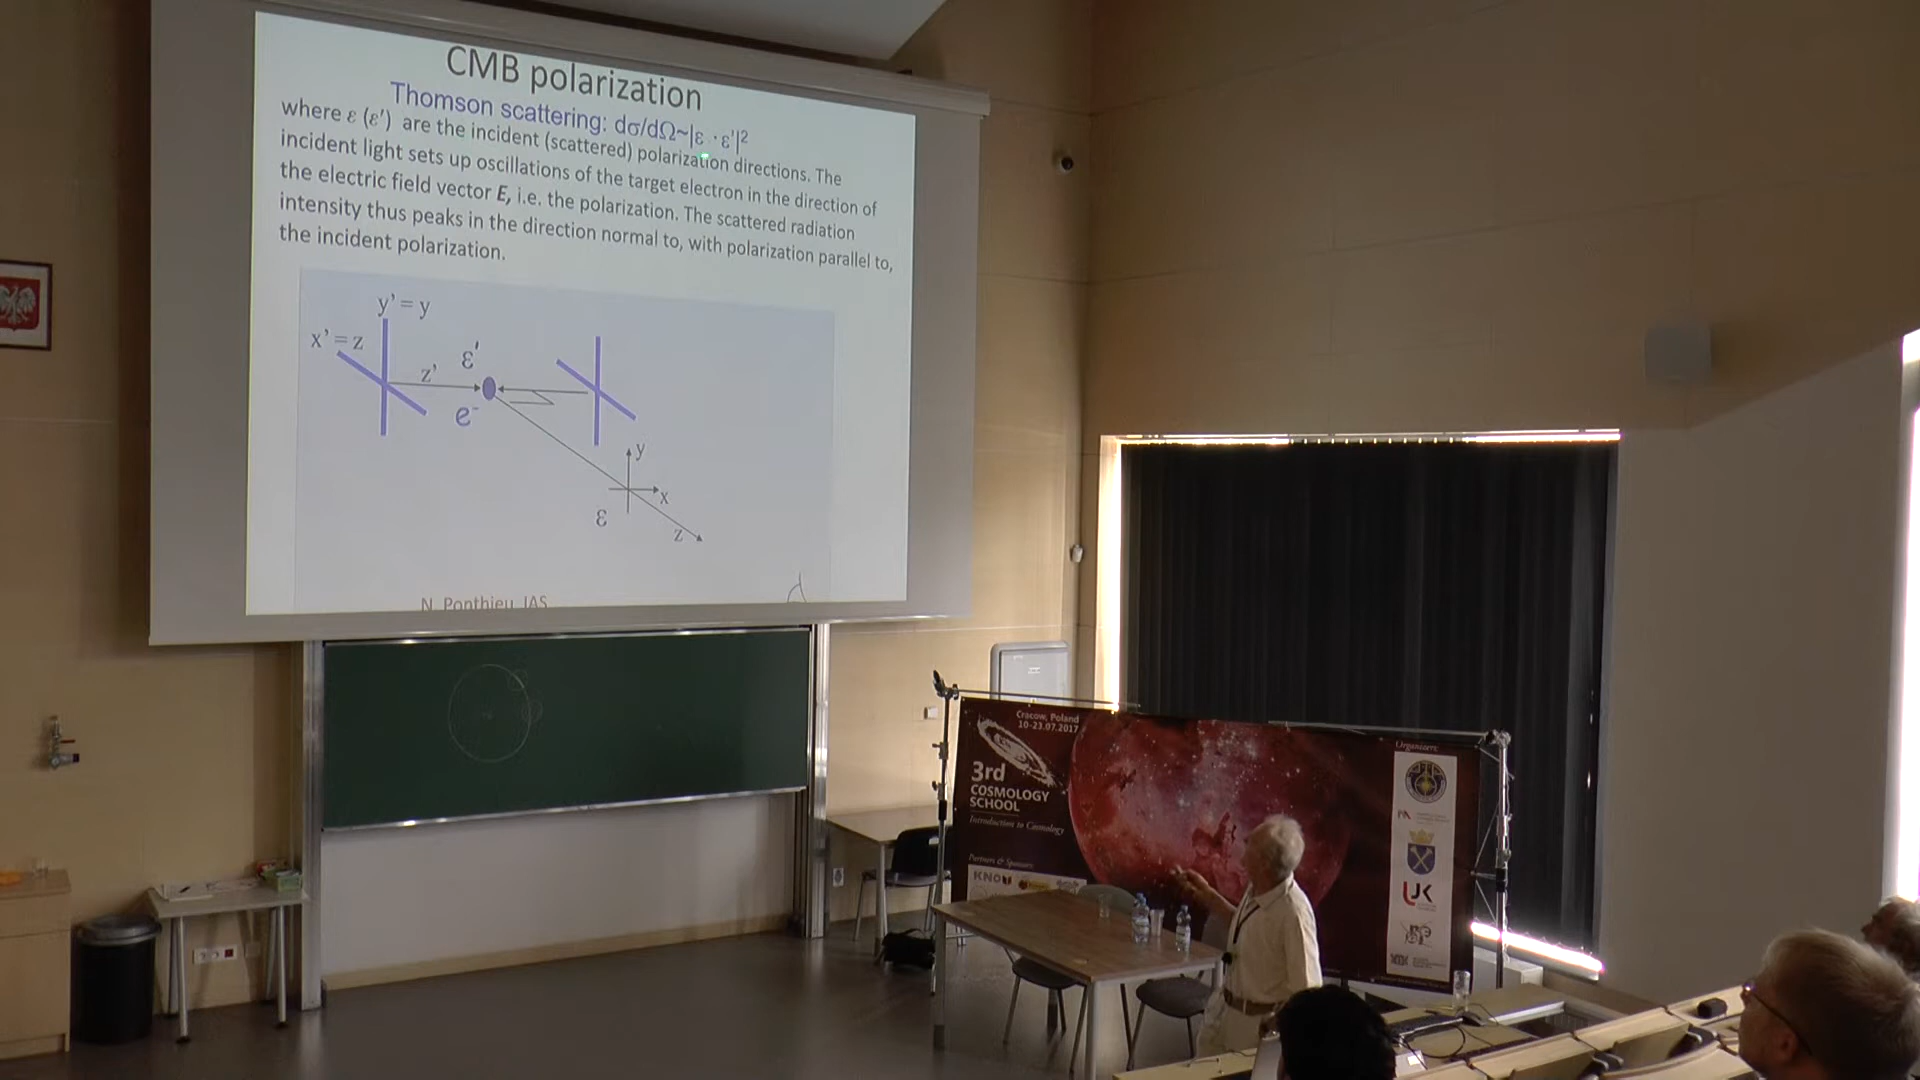 CMB polarization
Thomson scattering: dσ/dΩ~|ε · ε'|²
where ε (ε') are the incident (scattered) polarization directions. The
incident light sets up oscillations of the target electron in the direction of
the electric field vector E, i.e. the polarization. The scattered radiation
intensity thus peaks in the direction normal to, with polarization parallel to,
the incident polarization.
y' = y
x' = z
z'
ε'
e⁻
y
x
ε
z
N. Ponthieu, IAS
Cracow, Poland
10-23.07.2017
3rd
COSMOLOGY
SCHOOL
Introduction to Cosmology
Partners & Sponsors:
KNO
Organizers:
UJK